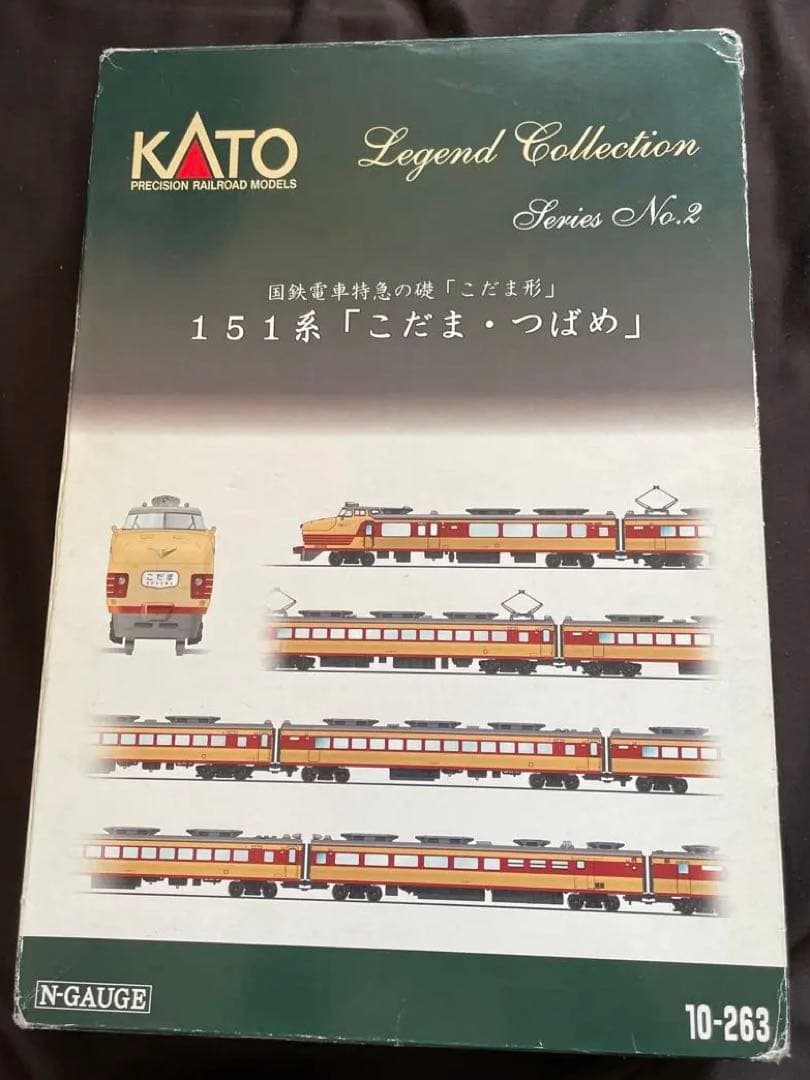 KATO
PRECISION RAILROAD MODELS
Legend Collection
Series No.2
国鉄電車特急の礎「こだま形」
151系「こだま・つばめ」
こだま
N-GAUGE
10-263